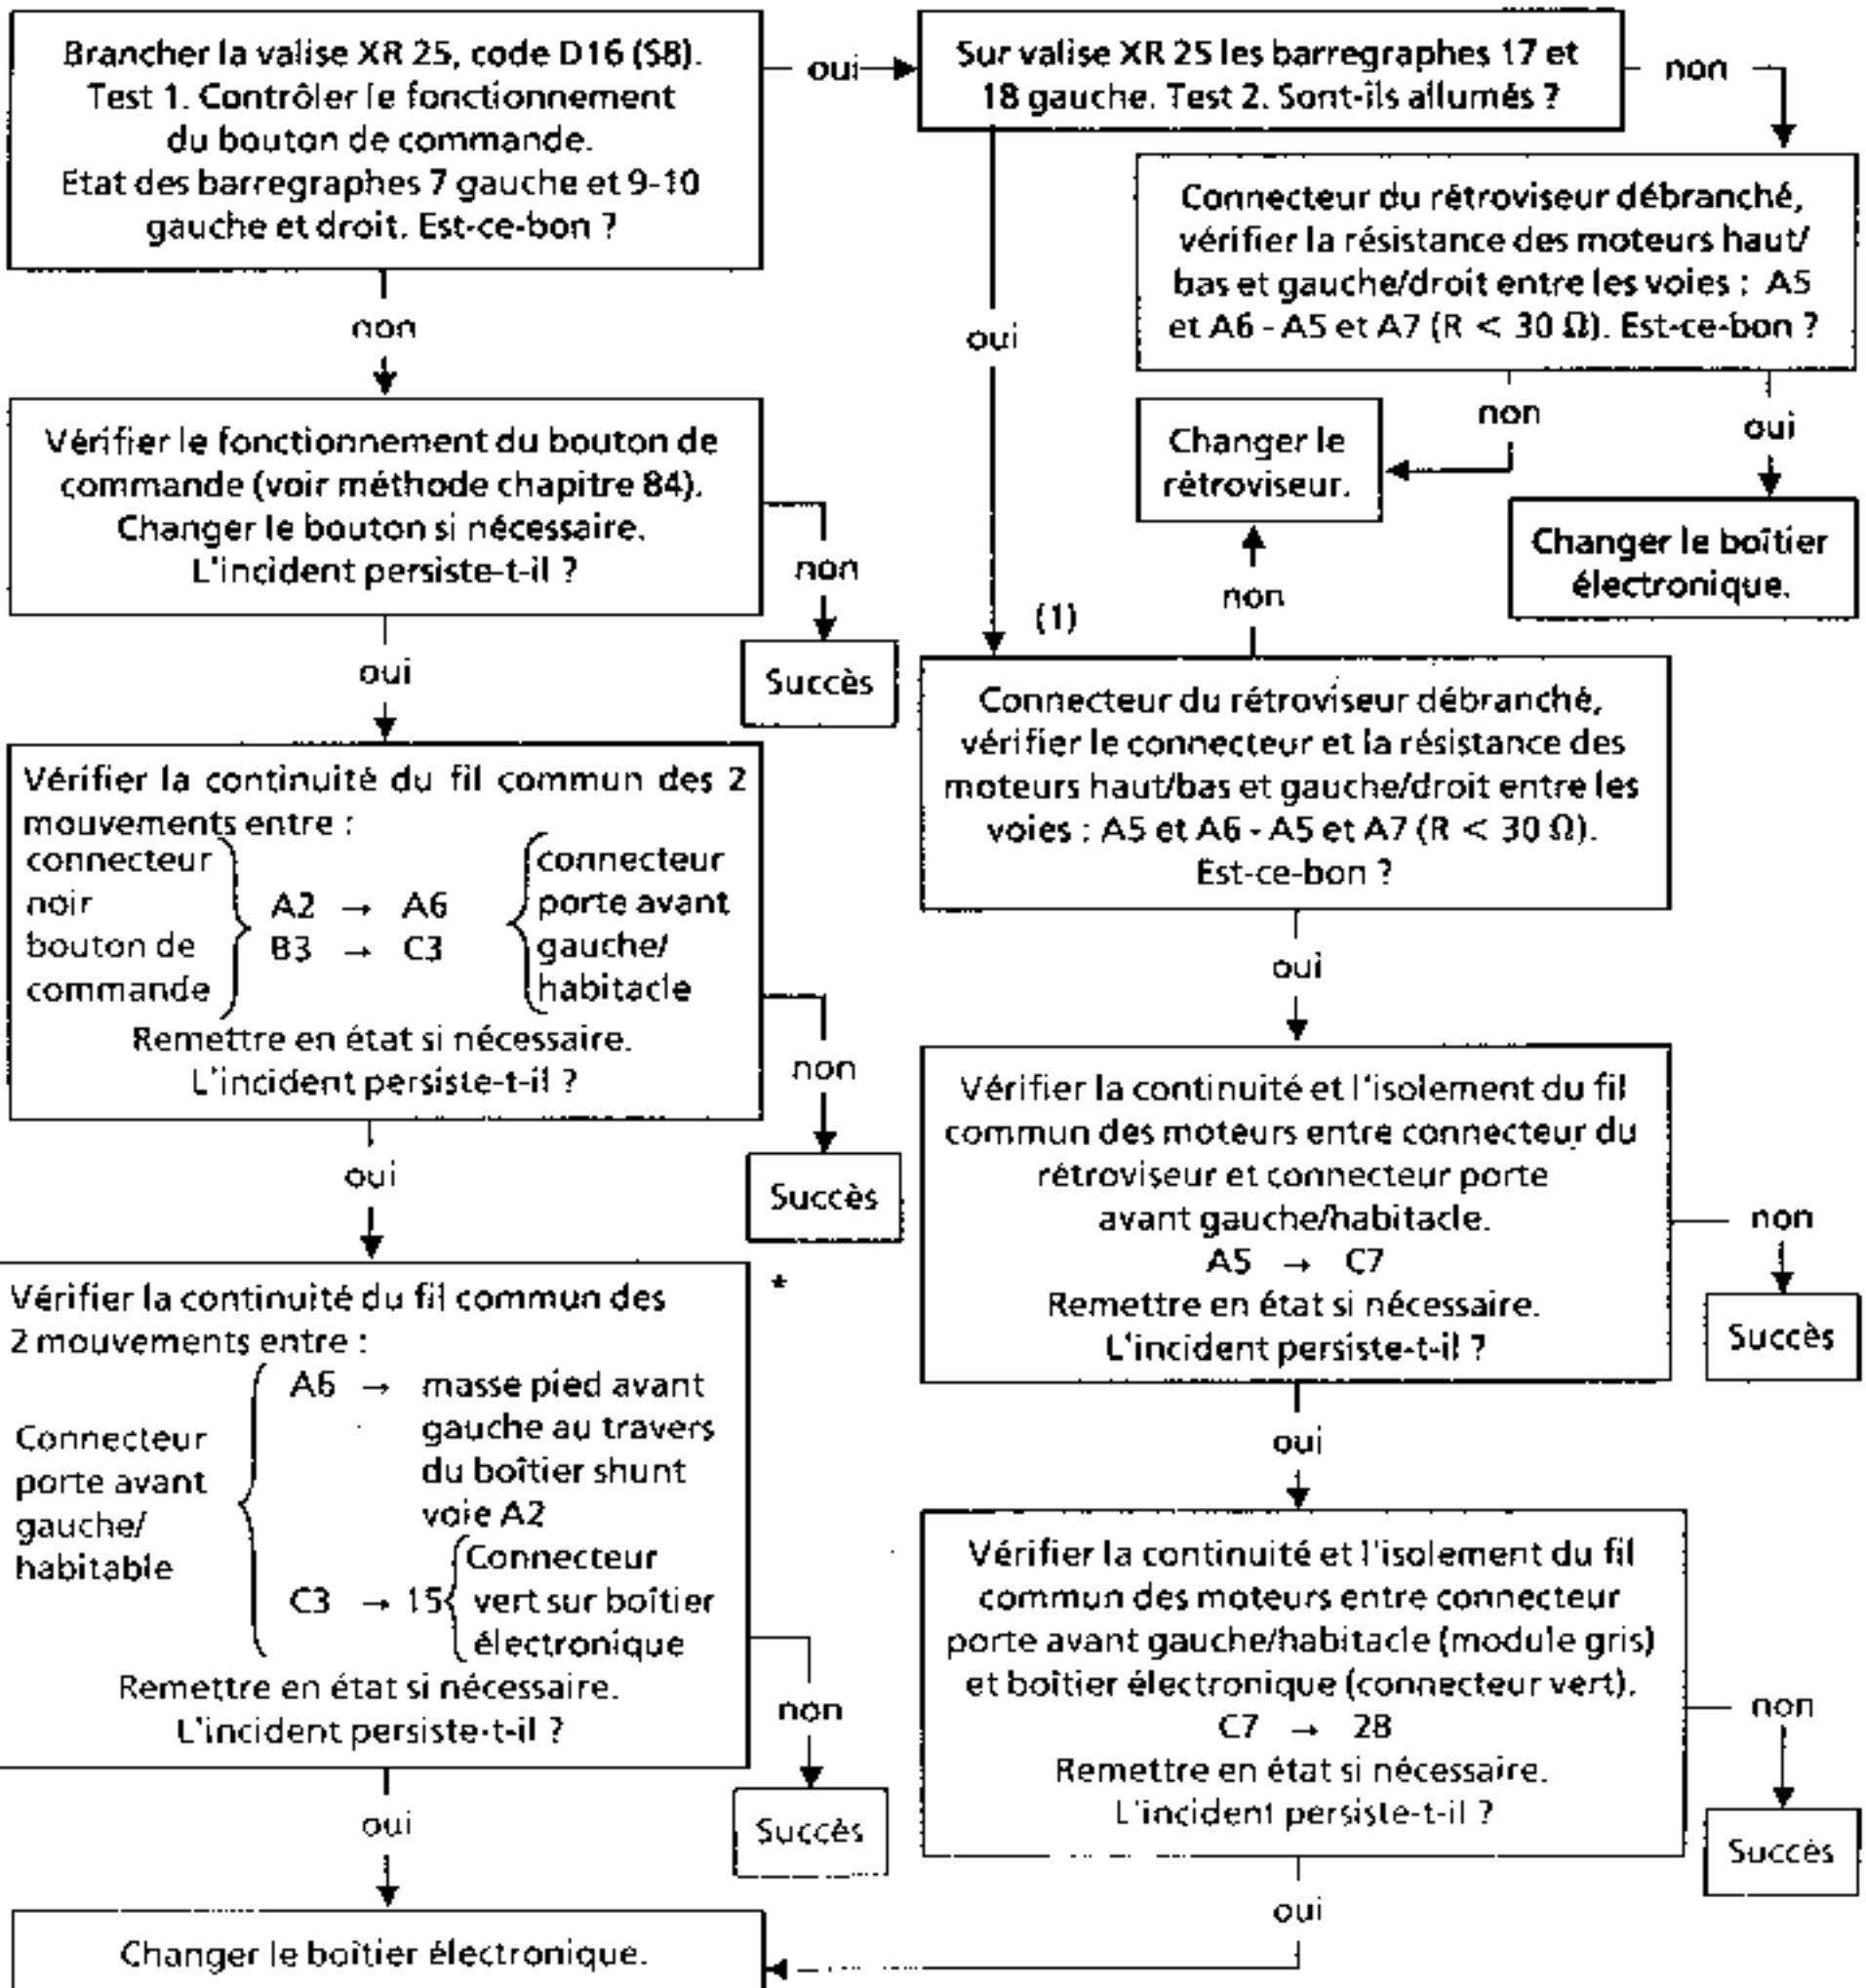 Brancher la valise XR 25, code D16 (S8).
Test 1. Contrôler le fonctionnement
du bouton de commande.
Etat des barregraphes 7 gauche et 9-10
gauche et droit. Est-ce-bon ?
oui
Sur valise XR 25 les barregraphes 17 et
18 gauche. Test 2. Sont-ils allumés ?
non
Connecteur du rétroviseur débranché,
vérifier la résistance des moteurs haut/
bas et gauche/droit entre les voies : A5
et A6 - A5 et A7 (R < 30 Ω). Est-ce-bon ?
non
oui
Changer le
rétroviseur.
Changer le boîtier
électronique.
non
oui
(1)
non
Vérifier le fonctionnement du bouton de
commande (voir méthode chapitre 84).
Changer le bouton si nécessaire.
L'incident persiste-t-il ?
non
Succès
oui
Vérifier la continuité du fil commun des 2
mouvements entre :
connecteur
noir
bouton de
commande
A2 → A6
B3 → C3
connecteur
porte avant
gauche/
habitacle
Remettre en état si nécessaire.
L'incident persiste-t-il ?
non
Succès
oui
*
Vérifier la continuité du fil commun des
2 mouvements entre :
Connecteur
porte avant
gauche/
habitable
A6 → masse pied avant
gauche au travers
du boîtier shunt
voie A2
C3 → 15
Connecteur
vert sur boîtier
électronique
Remettre en état si nécessaire.
L'incident persiste-t-il ?
non
Succès
oui
Changer le boîtier électronique.
Connecteur du rétroviseur débranché,
vérifier le connecteur et la résistance des
moteurs haut/bas et gauche/droit entre les
voies : A5 et A6 - A5 et A7 (R < 30 Ω).
Est-ce-bon ?
oui
Vérifier la continuité et l'isolement du fil
commun des moteurs entre connecteur du
rétroviseur et connecteur porte
avant gauche/habitacle.
A5 → C7
Remettre en état si nécessaire.
L'incident persiste-t-il ?
non
Succès
oui
Vérifier la continuité et l'isolement du fil
commun des moteurs entre connecteur
porte avant gauche/habitacle (module gris)
et boîtier électronique (connecteur vert).
C7 → 28
Remettre en état si nécessaire.
L'incident persiste-t-il ?
non
Succès
oui